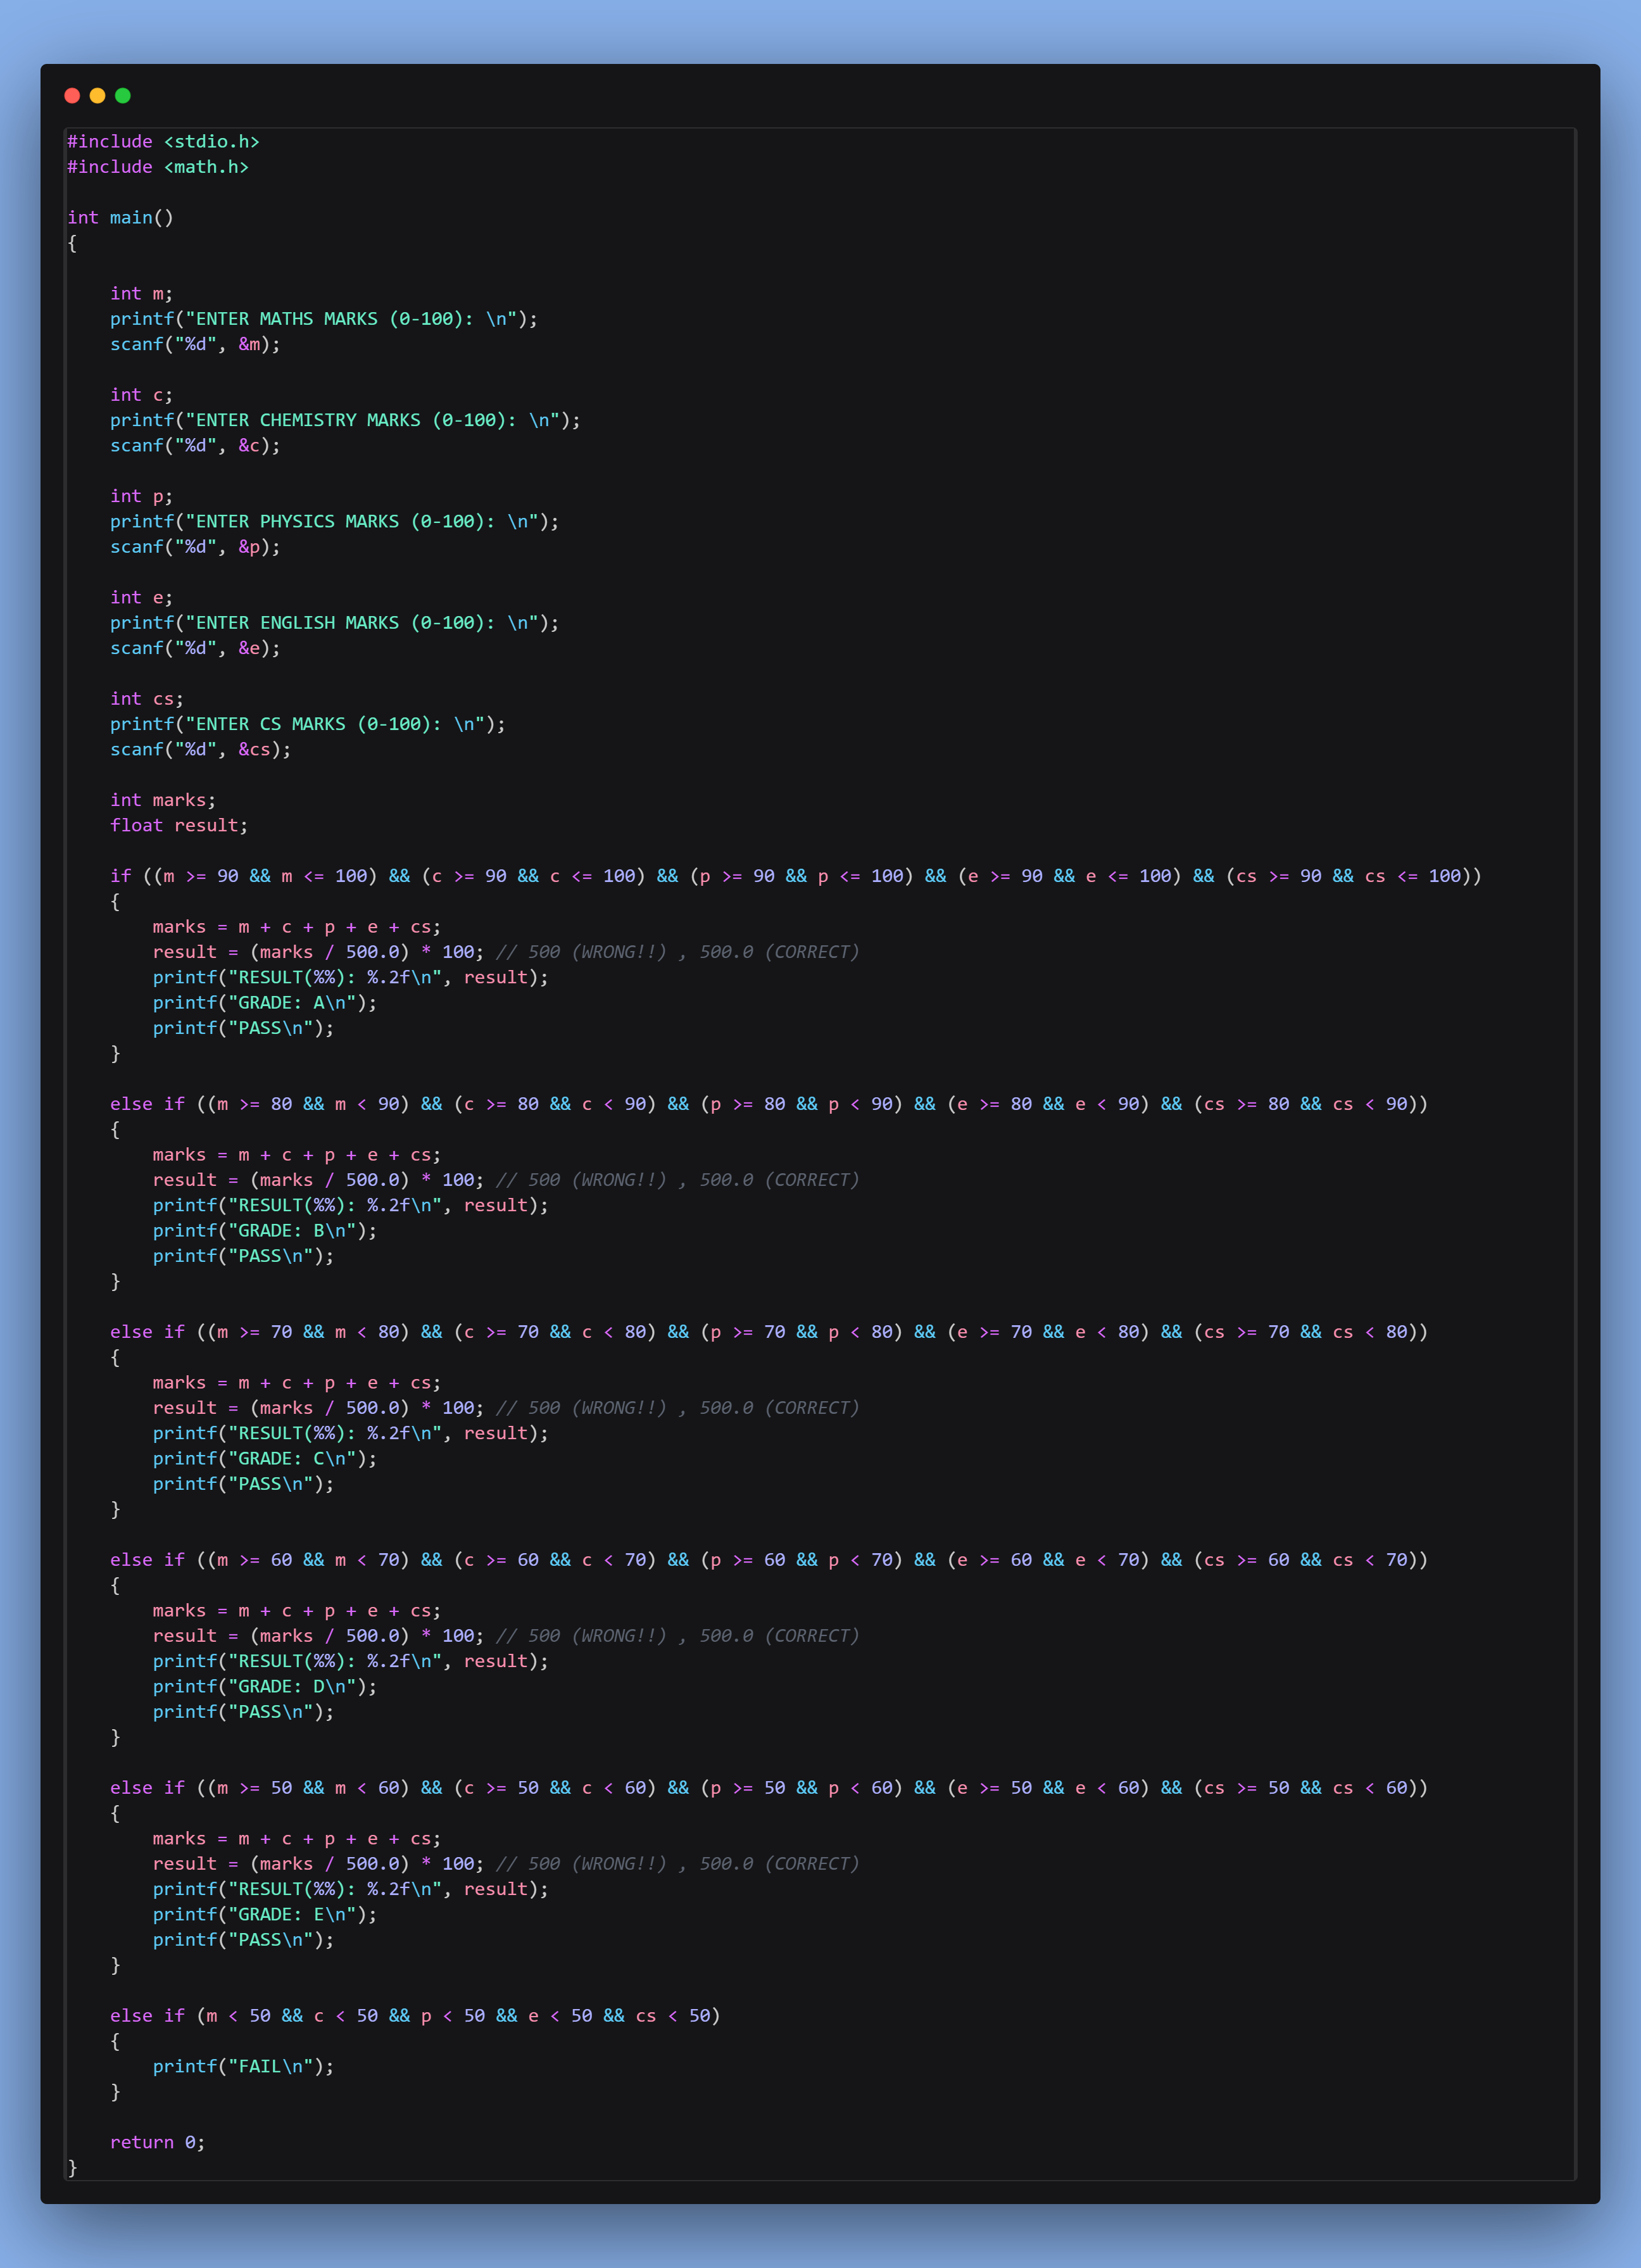 #include <stdio.h>
#include <math.h>

int main()
{

    int m;
    printf("ENTER MATHS MARKS (0-100): \n");
    scanf("%d", &m);

    int c;
    printf("ENTER CHEMISTRY MARKS (0-100): \n");
    scanf("%d", &c);

    int p;
    printf("ENTER PHYSICS MARKS (0-100): \n");
    scanf("%d", &p);

    int e;
    printf("ENTER ENGLISH MARKS (0-100): \n");
    scanf("%d", &e);

    int cs;
    printf("ENTER CS MARKS (0-100): \n");
    scanf("%d", &cs);

    int marks;
    float result;

    if ((m >= 90 && m <= 100) && (c >= 90 && c <= 100) && (p >= 90 && p <= 100) && (e >= 90 && e <= 100) && (cs >= 90 && cs <= 100))
    {
        marks = m + c + p + e + cs;
        result = (marks / 500.0) * 100; // 500 (WRONG!!) , 500.0 (CORRECT)
        printf("RESULT(%%): %.2f\n", result);
        printf("GRADE: A\n");
        printf("PASS\n");
    }

    else if ((m >= 80 && m < 90) && (c >= 80 && c < 90) && (p >= 80 && p < 90) && (e >= 80 && e < 90) && (cs >= 80 && cs < 90))
    {
        marks = m + c + p + e + cs;
        result = (marks / 500.0) * 100; // 500 (WRONG!!) , 500.0 (CORRECT)
        printf("RESULT(%%): %.2f\n", result);
        printf("GRADE: B\n");
        printf("PASS\n");
    }

    else if ((m >= 70 && m < 80) && (c >= 70 && c < 80) && (p >= 70 && p < 80) && (e >= 70 && e < 80) && (cs >= 70 && cs < 80))
    {
        marks = m + c + p + e + cs;
        result = (marks / 500.0) * 100; // 500 (WRONG!!) , 500.0 (CORRECT)
        printf("RESULT(%%): %.2f\n", result);
        printf("GRADE: C\n");
        printf("PASS\n");
    }

    else if ((m >= 60 && m < 70) && (c >= 60 && c < 70) && (p >= 60 && p < 70) && (e >= 60 && e < 70) && (cs >= 60 && cs < 70))
    {
        marks = m + c + p + e + cs;
        result = (marks / 500.0) * 100; // 500 (WRONG!!) , 500.0 (CORRECT)
        printf("RESULT(%%): %.2f\n", result);
        printf("GRADE: D\n");
        printf("PASS\n");
    }

    else if ((m >= 50 && m < 60) && (c >= 50 && c < 60) && (p >= 50 && p < 60) && (e >= 50 && e < 60) && (cs >= 50 && cs < 60))
    {
        marks = m + c + p + e + cs;
        result = (marks / 500.0) * 100; // 500 (WRONG!!) , 500.0 (CORRECT)
        printf("RESULT(%%): %.2f\n", result);
        printf("GRADE: E\n");
        printf("PASS\n");
    }

    else if (m < 50 && c < 50 && p < 50 && e < 50 && cs < 50)
    {
        printf("FAIL\n");
    }

    return 0;
}